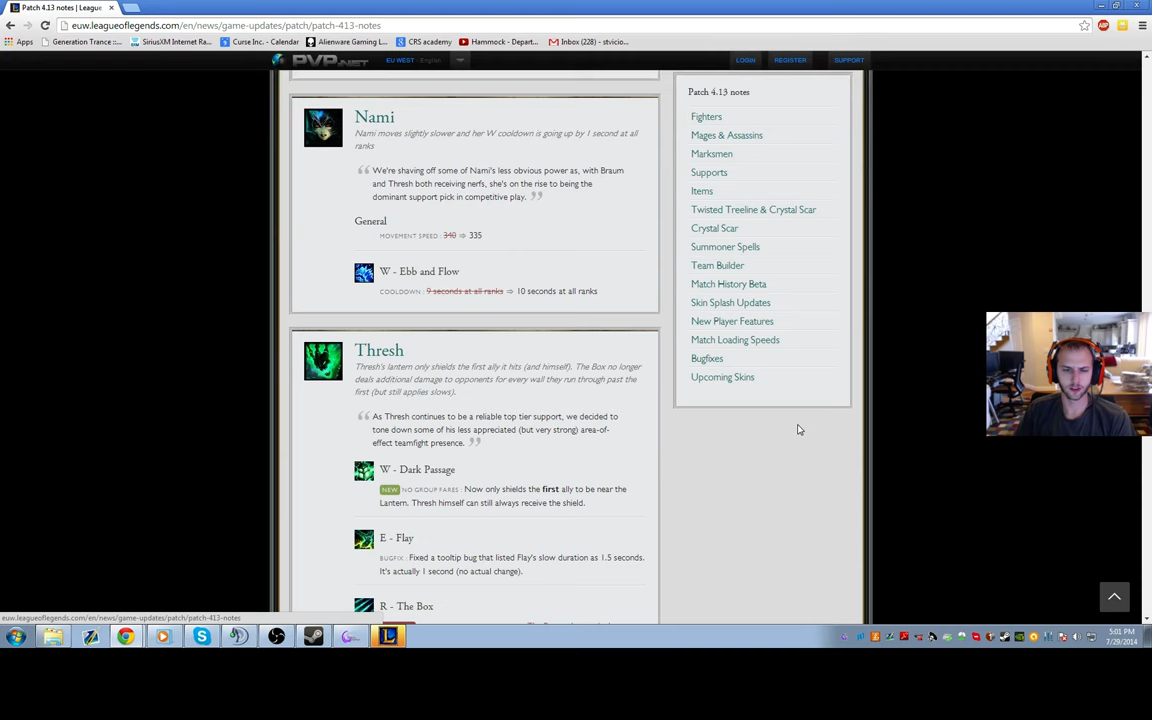 Patch 4.13 notes | League
euw.leagueoflegends.com/en/news/game-updates/patch/patch-413-notes
Apps
Generation Trance ::...
SiriusXM Internet Ra...
Curse Inc. - Calendar
Alienware Gaming L...
CRS academy
Hammock - Depart...
Inbox (228) - stvicio...
PVP.NET
EU WEST - English
LOGIN
REGISTER
SUPPORT
Nami
Nami moves slightly slower and her W cooldown is going up by 1 second at all
ranks
We're shaving off some of Nami's less obvious power as, with Braum
and Thresh both receiving nerfs, she's on the rise to being the
dominant support pick in competitive play.
General
MOVEMENT SPEED : 340 ⇨ 335
W - Ebb and Flow
COOLDOWN : 9 seconds at all ranks ⇨ 10 seconds at all ranks
Thresh
Thresh's lantern only shields the first ally it hits (and himself). The Box no longer
deals additional damage to opponents for every wall they run through past the
first (but still applies slows).
As Thresh continues to be a reliable top tier support, we decided to
tone down some of his less appreciated (but very strong) area-of-
effect teamfight presence.
W - Dark Passage
NEW NO GROUP FARES : Now only shields the first ally to be near the
Lantern. Thresh himself can still always receive the shield.
E - Flay
BUGFIX : Fixed a tooltip bug that listed Flay's slow duration as 1.5 seconds.
It's actually 1 second (no actual change).
R - The Box
Patch 4.13 notes
Fighters
Mages & Assassins
Marksmen
Supports
Items
Twisted Treeline & Crystal Scar
Crystal Scar
Summoner Spells
Team Builder
Match History Beta
Skin Splash Updates
New Player Features
Match Loading Speeds
Bugfixes
Upcoming Skins
euw.leagueoflegends.com/en/news/game-updates/patch/patch-413-notes
5:01 PM
7/29/2014